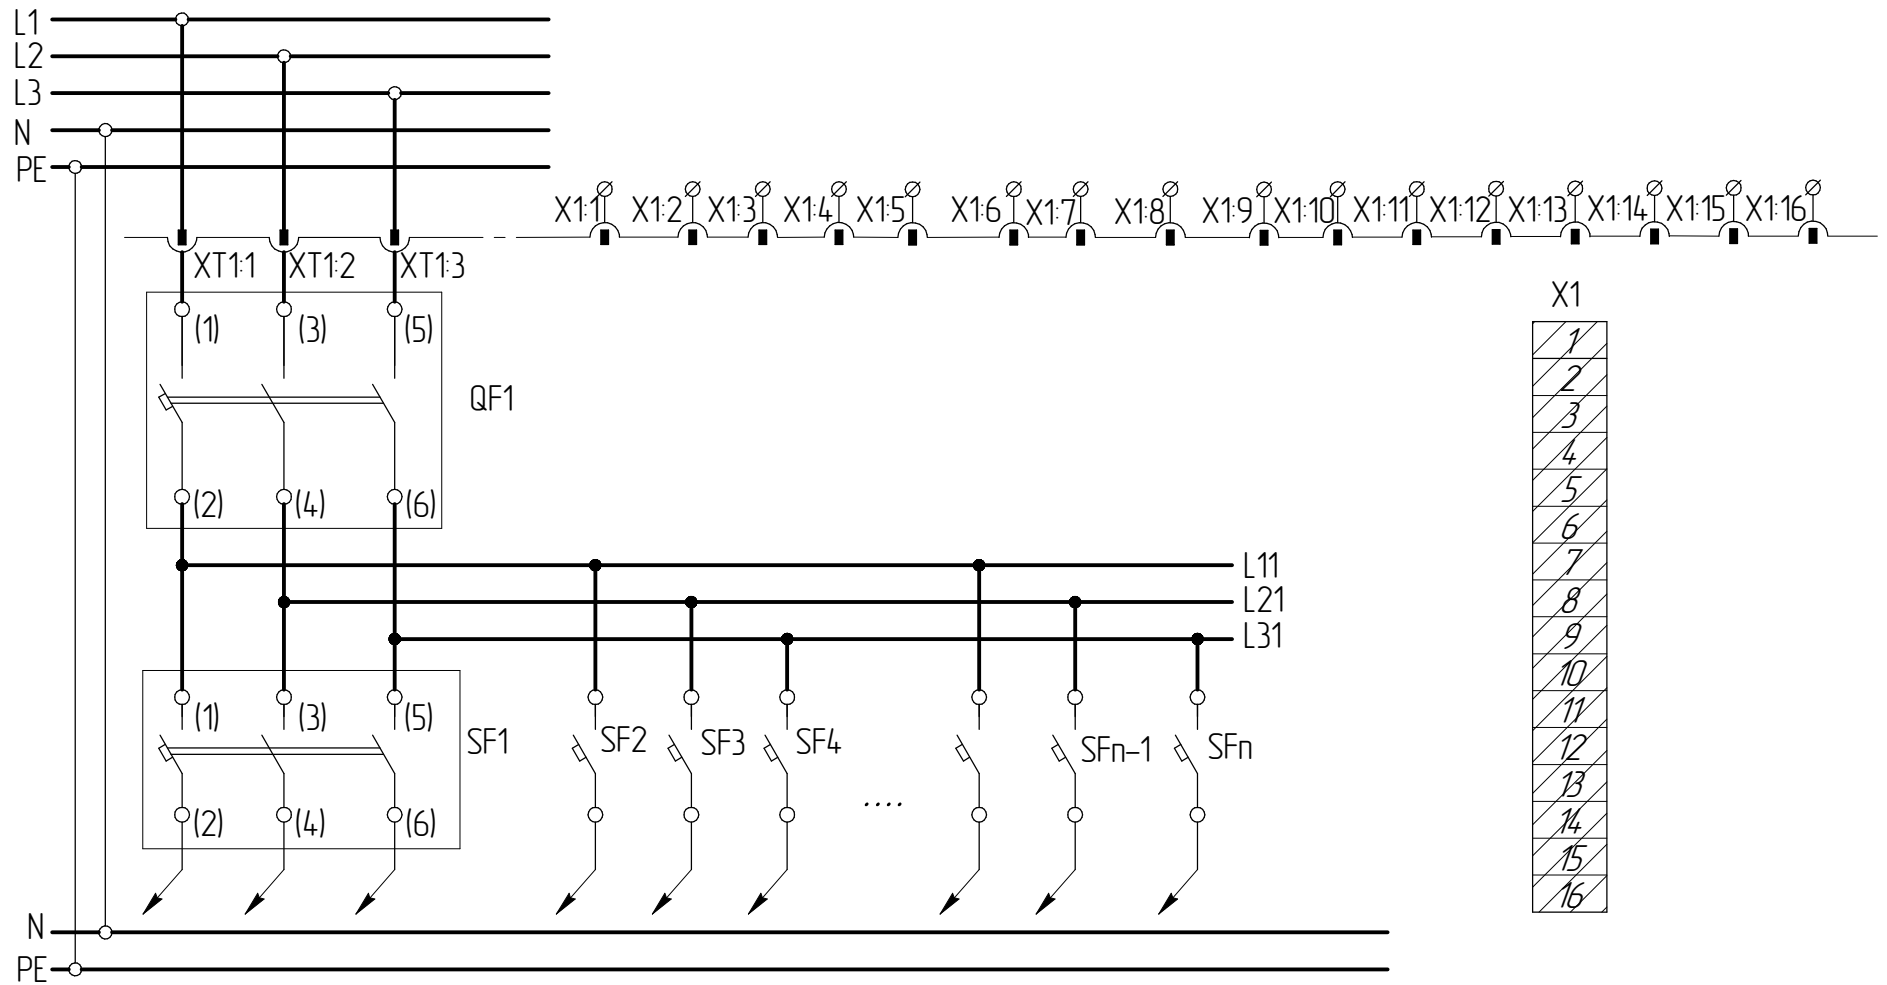 L1
L2
L3
N
PE
X1:1 X1:2 X1:3 X1:4 X1:5 X1:6 X1:7 X1:8 X1:9 X1:10 X1:11 X1:12 X1:13 X1:14 X1:15 X1:16
XT1:1 XT1:2 XT1:3
(1) (3) (5)
QF1
(2) (4) (6)
L11
L21
L31
(1) (3) (5)
SF1 SF2 SF3 SF4 SFn-1 SFn
....
(2) (4) (6)
N
PE
X1
1
2
3
4
5
6
7
8
9
10
11
12
13
14
15
16